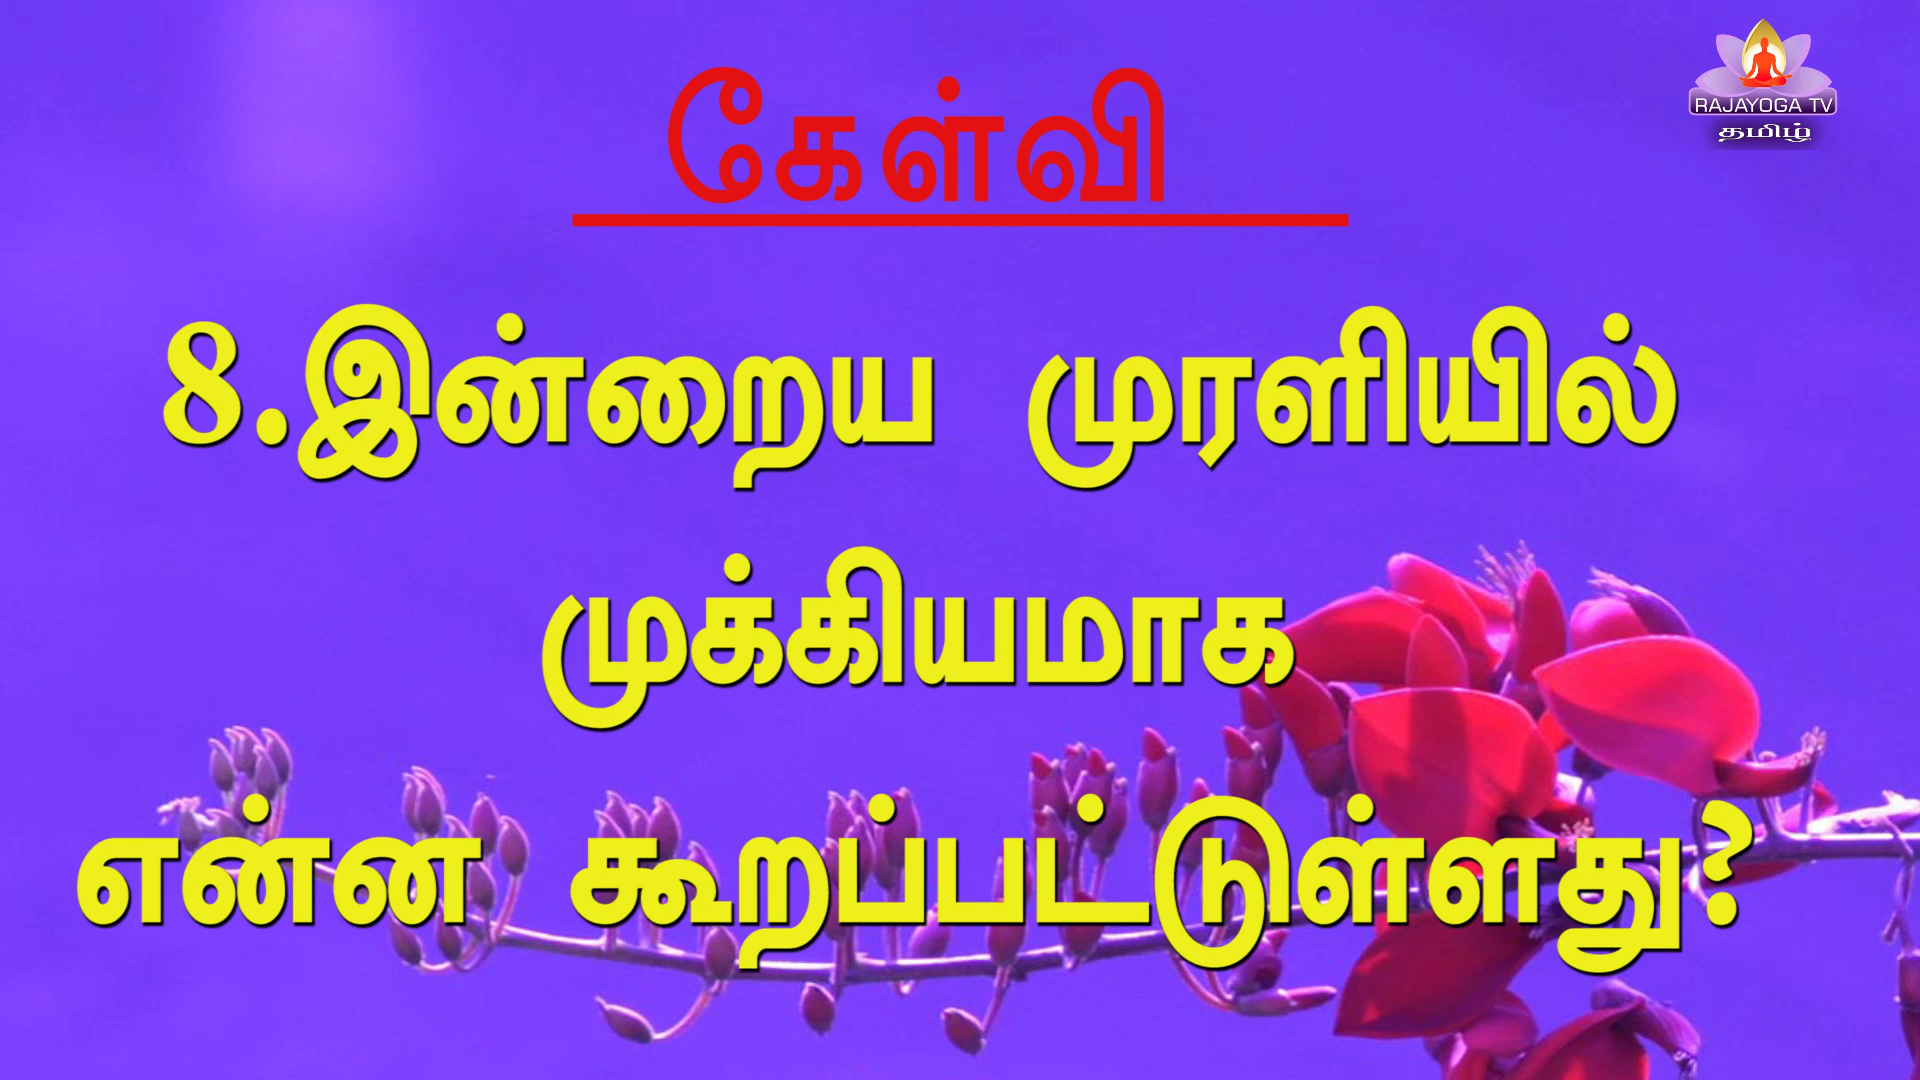 RAJAYOGA TV
தமிழ்
கேள்வி
8.இன்றைய முரளியில்
முக்கியமாக
என்ன கூறப்பட்டுள்ளது?